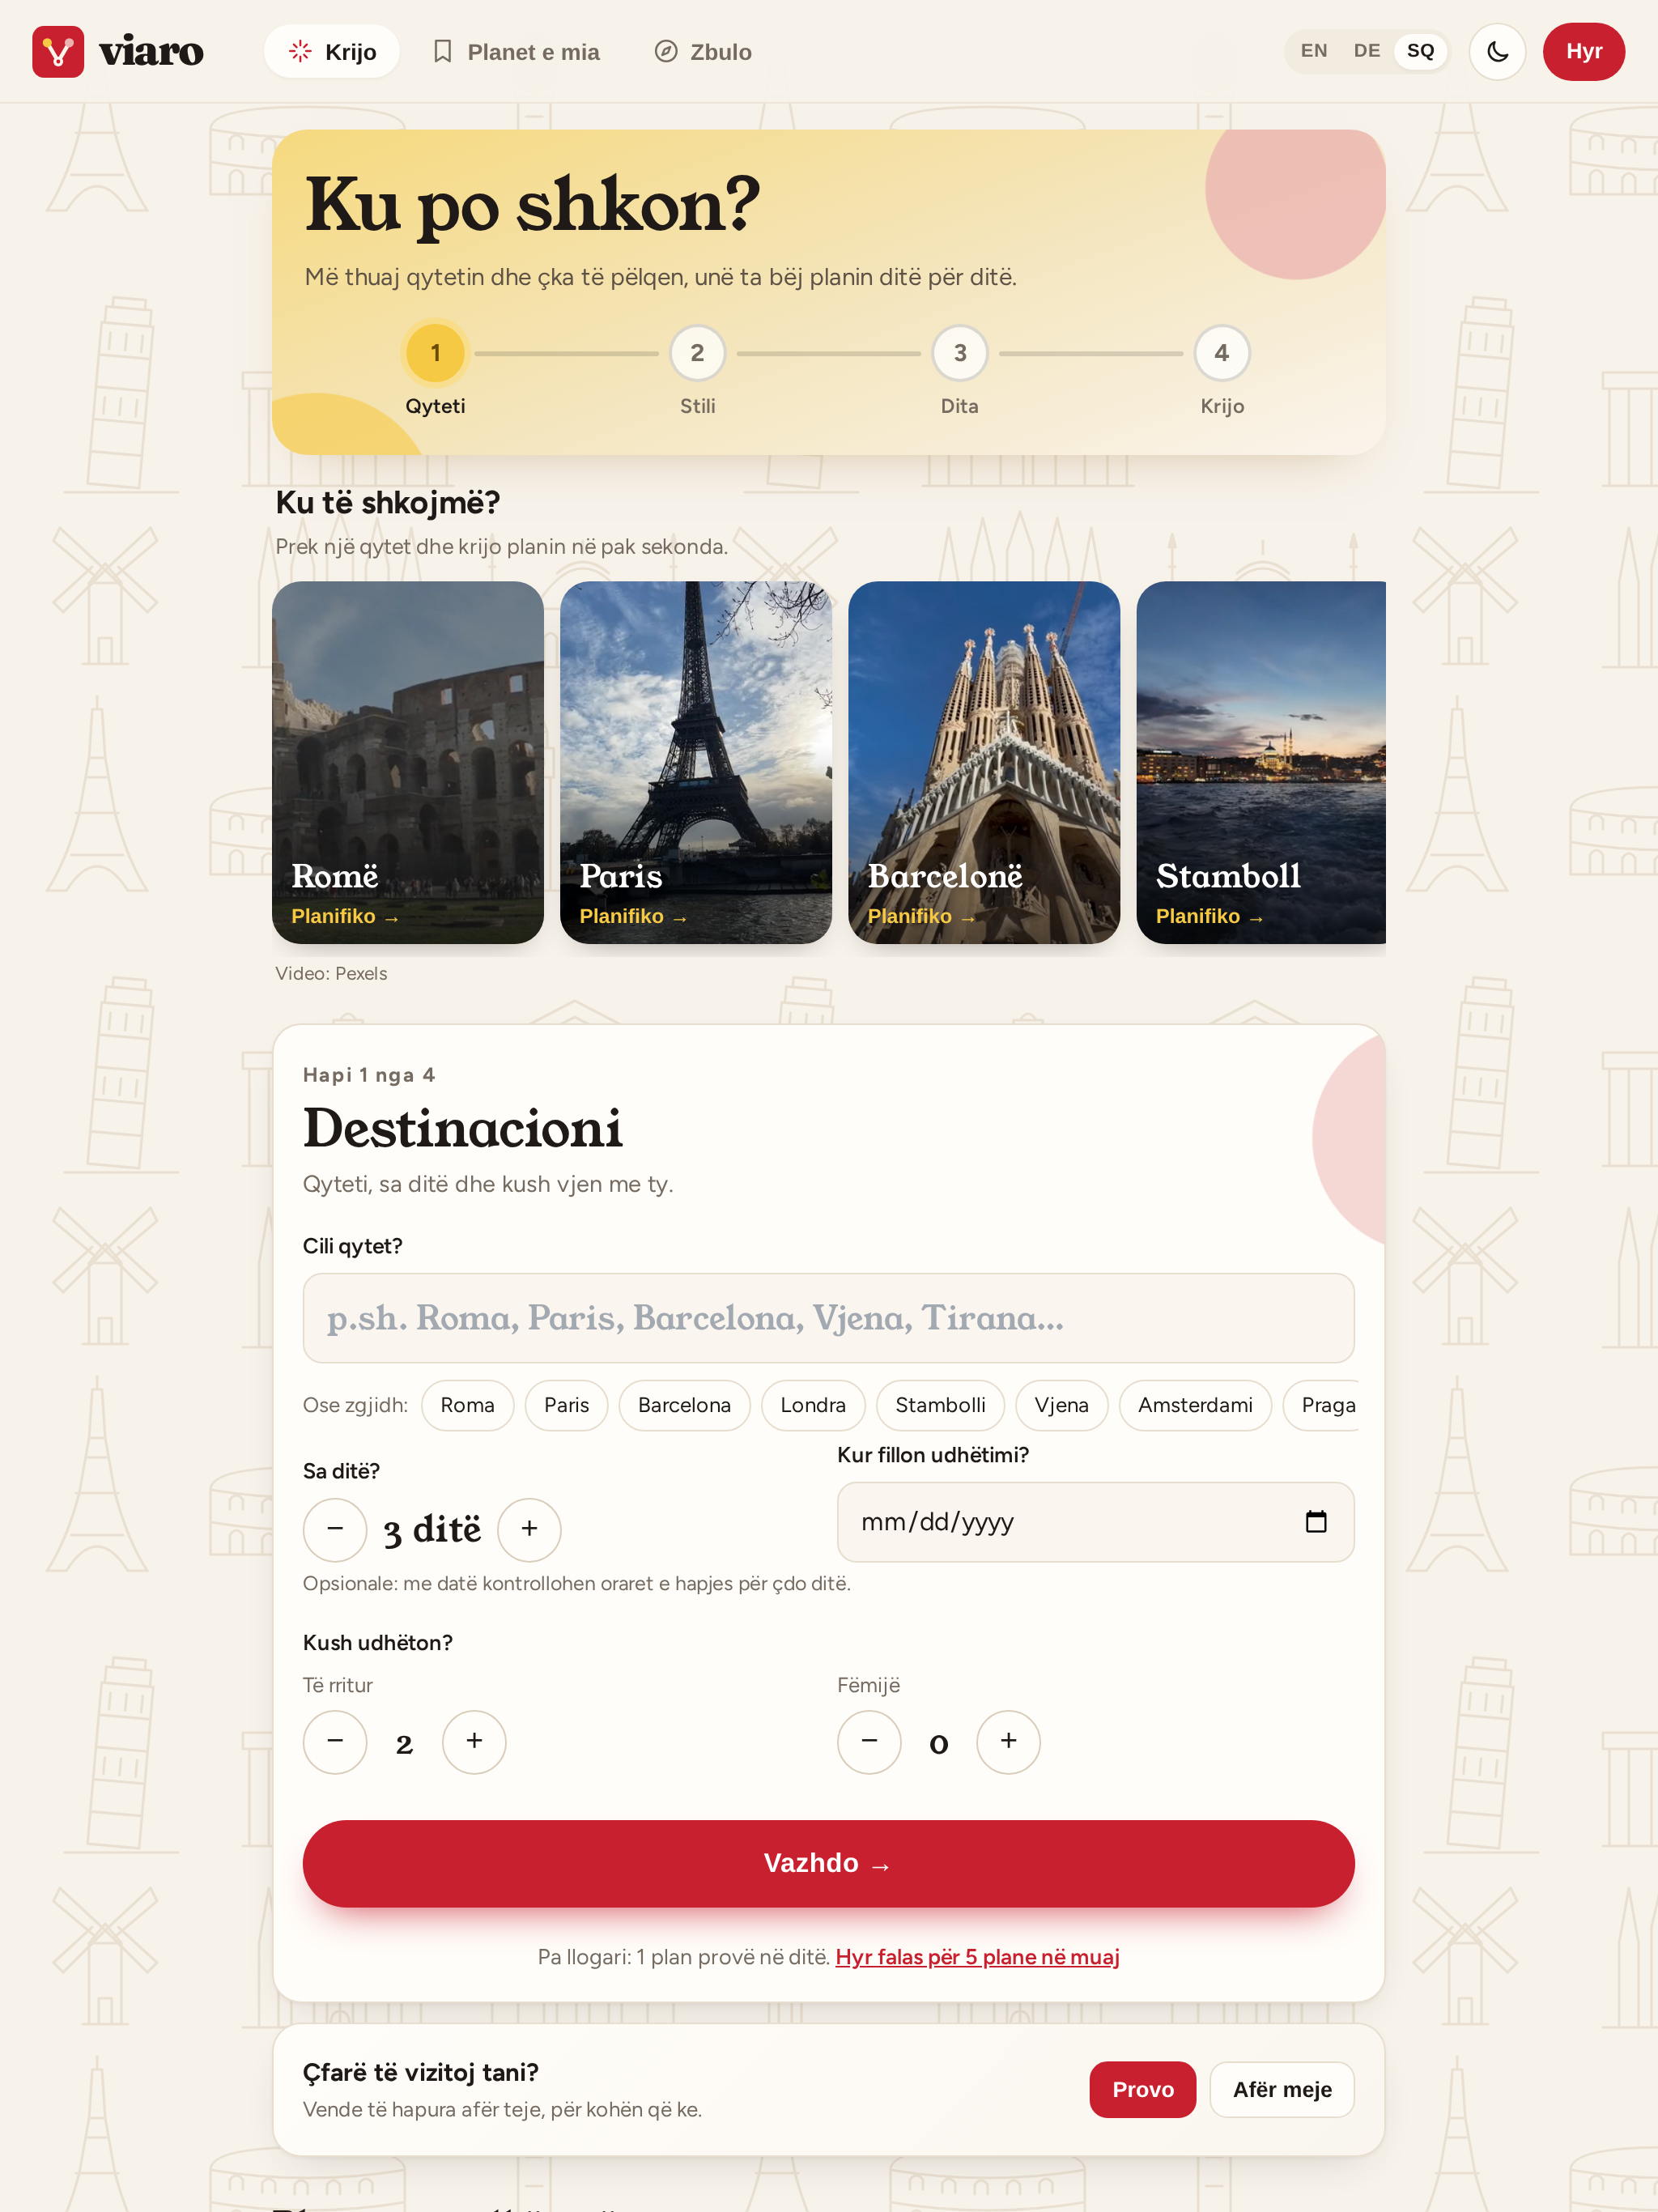 viaro
Krijo
Planet e mia
Zbulo
EN DE SQ
Hyr
Ku po shkon?
Më thuaj qytetin dhe çka të pëlqen, unë ta bëj planin ditë për ditë.
1 2 3 4
Qyteti Stili Dita Krijo
Ku të shkojmë?
Prek një qytet dhe krijo planin në pak sekonda.
Romë
Planifiko →
Paris
Planifiko →
Barcelonë
Planifiko →
Stamboll
Planifiko →
Video: Pexels
Hapi 1 nga 4
Destinacioni
Qyteti, sa ditë dhe kush vjen me ty.
Cili qytet?
p.sh. Roma, Paris, Barcelona, Vjena, Tirana...
Ose zgjidh: Roma Paris Barcelona Londra Stambolli Vjena Amsterdami Praga
Sa ditë?
− 3 ditë +
Kur fillon udhëtimi?
mm/dd/yyyy
Opsionale: me datë kontrollohen oraret e hapjes për çdo ditë.
Kush udhëton?
Të rritur
− 2 +
Fëmijë
− 0 +
Vazhdo →
Pa llogari: 1 plan provë në ditë. Hyr falas për 5 plane në muaj
Çfarë të vizitoj tani?
Vende të hapura afër teje, për kohën që ke.
Provo
Afër meje